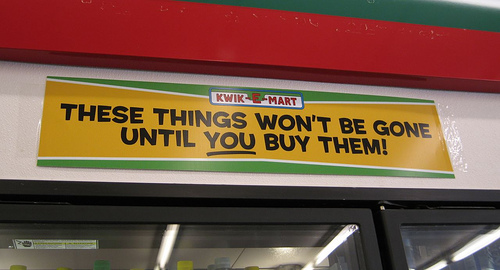 KWIK-E-MART
THESE THINGS WON'T BE GONE
UNTIL YOU BUY THEM!